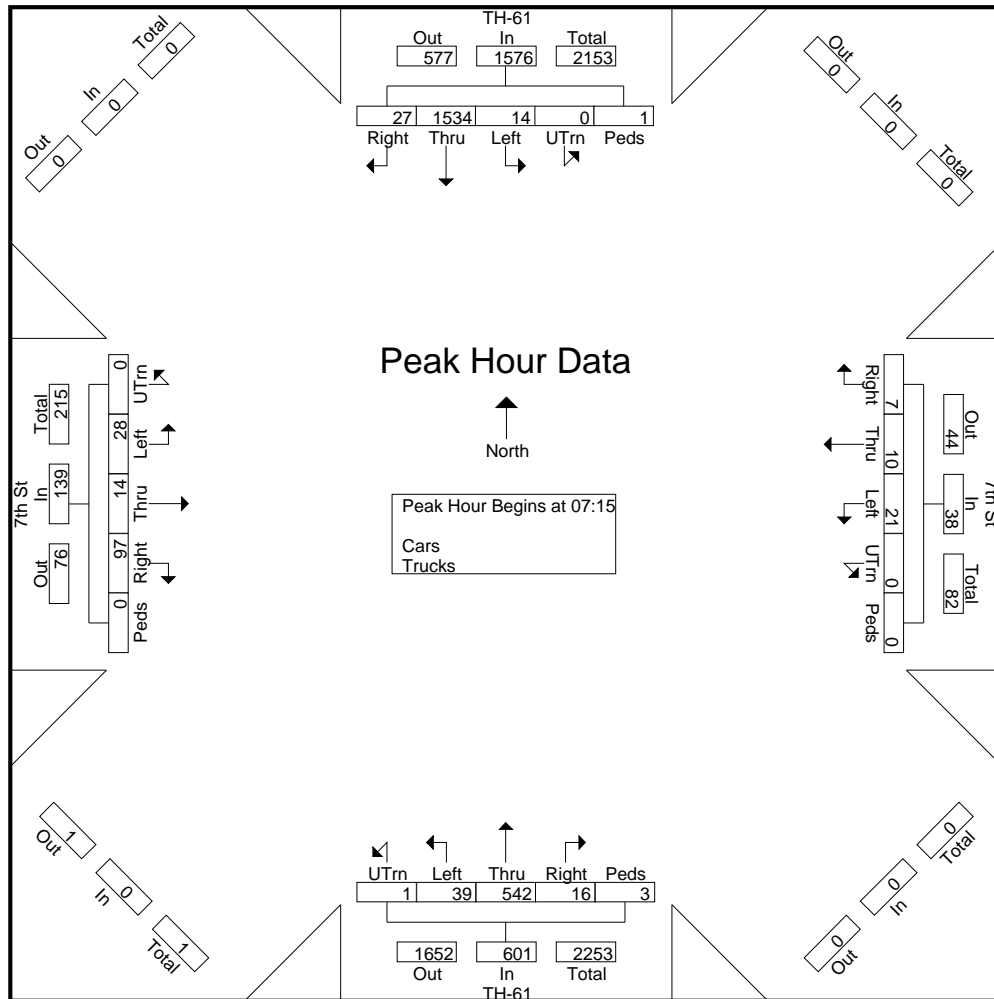 TH-61
Out In Total
577 1576 2153
27 1534 14 0 1
Right Thru Left UTrn Peds
Total 0
In 0
Out 0
Out 0
In 0
Total 0
Peak Hour Data
North
Peak Hour Begins at 07:15
Cars
Trucks
7th St
Total 215
In 139
Out 76
0 UTrn
28 Left
14 Thru
97 Right
0 Peds
Right 7
Thru 10
Left 21
UTrn 0
Peds 0
Out 44
In 38
Total 82
7th St
Out 1
In 0
Total 1
UTrn Left Thru Right Peds
1 39 542 16 3
1652 601 2253
Out In Total
TH-61
0 Total
0 In
0 Out